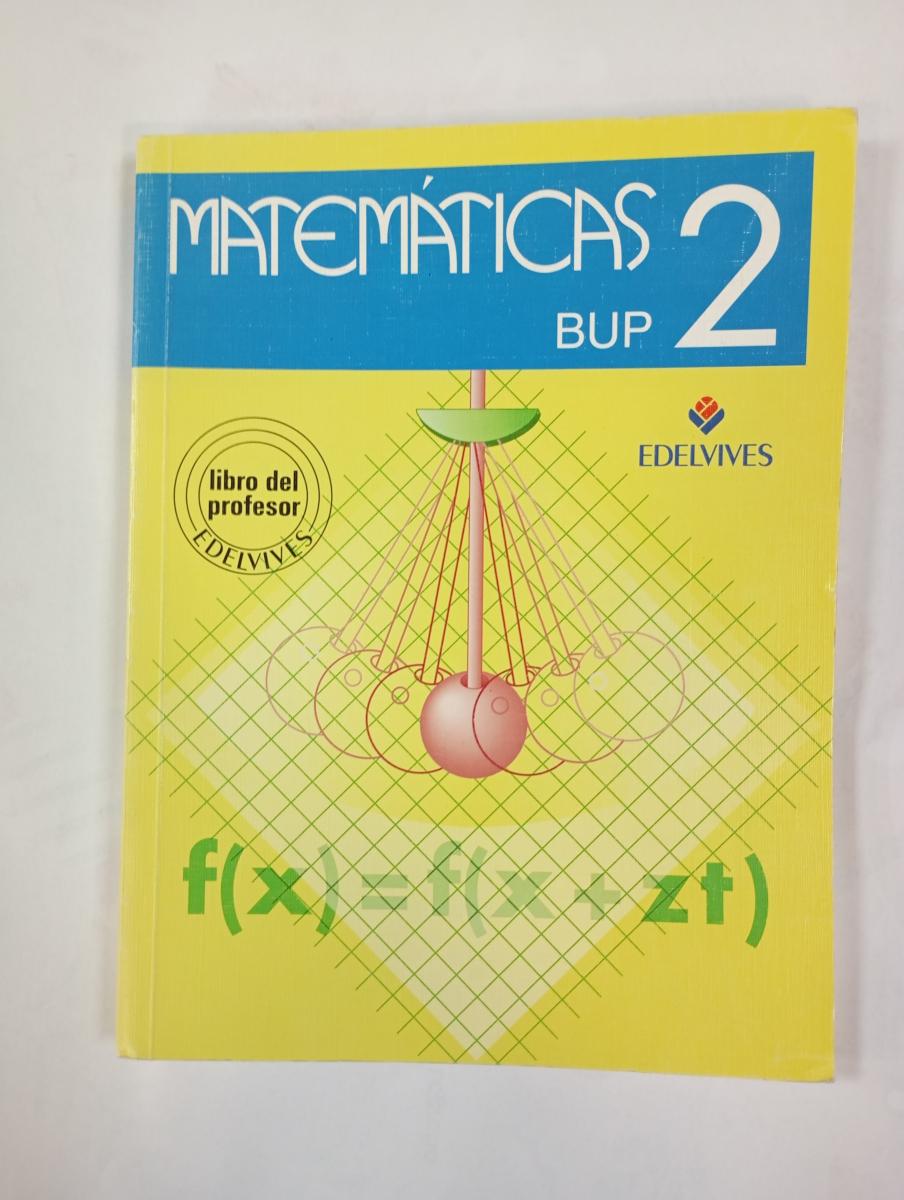 MATEMÁTICAS 2
BUP
EDELVIVES
libro del
profesor
EDELVIVES
f(x) = f(x + zt)